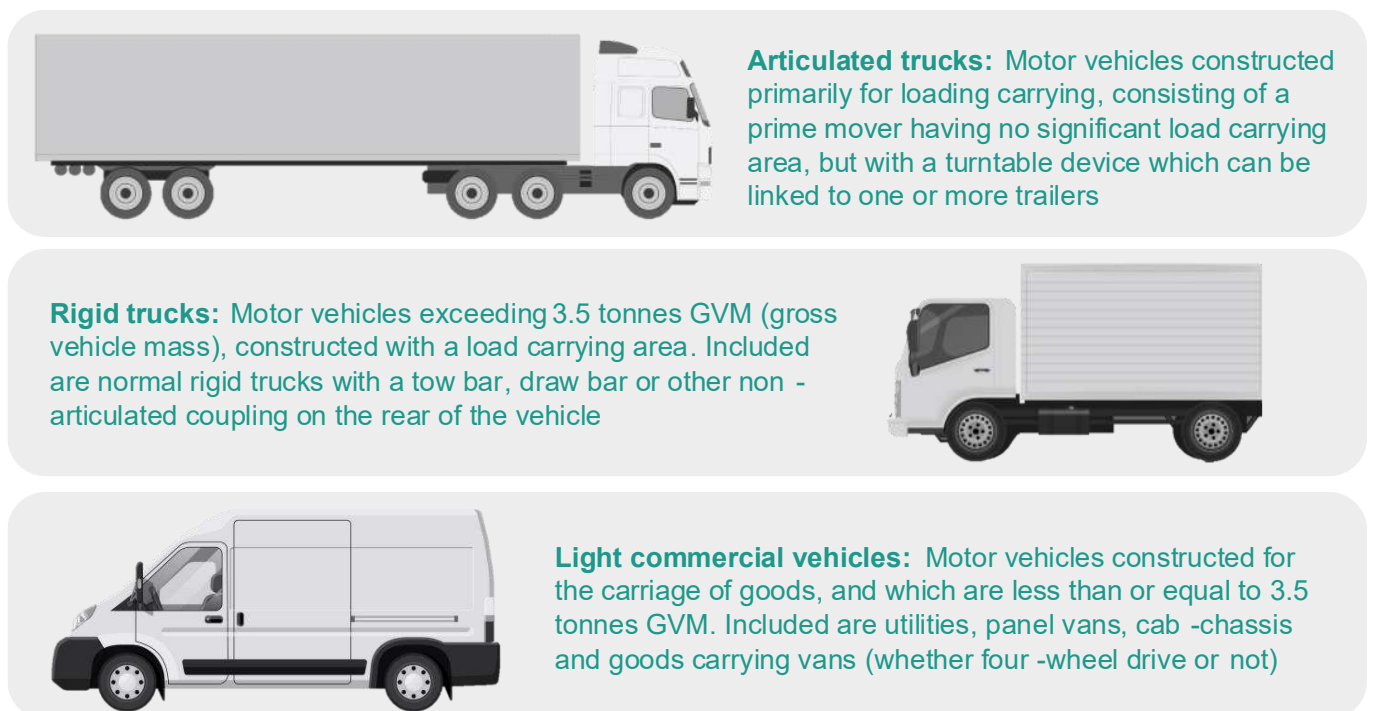 Articulated trucks: Motor vehicles constructed
primarily for loading carrying, consisting of a
prime mover having no significant load carrying
area, but with a turntable device which can be
linked to one or more trailers
Rigid trucks: Motor vehicles exceeding 3.5 tonnes GVM (gross
vehicle mass), constructed with a load carrying area. Included
are normal rigid trucks with a tow bar, draw bar or other non -
articulated coupling on the rear of the vehicle
Light commercial vehicles: Motor vehicles constructed for
the carriage of goods, and which are less than or equal to 3.5
tonnes GVM. Included are utilities, panel vans, cab -chassis
and goods carrying vans (whether four -wheel drive or not)